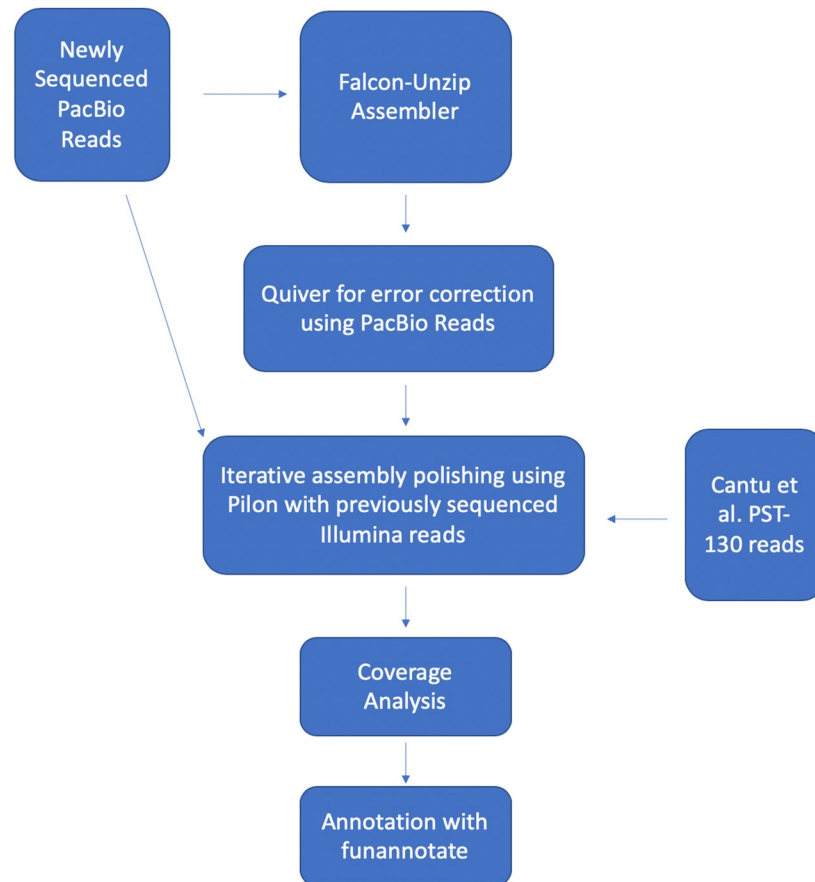 Newly
Sequenced
PacBio
Reads
Falcon-Unzip
Assembler
Quiver for error correction
using PacBio Reads
Iterative assembly polishing using
Pilon with previously sequenced
Illumina reads
Cantu et
al. PST-
130 reads
Coverage
Analysis
Annotation with
funannotate